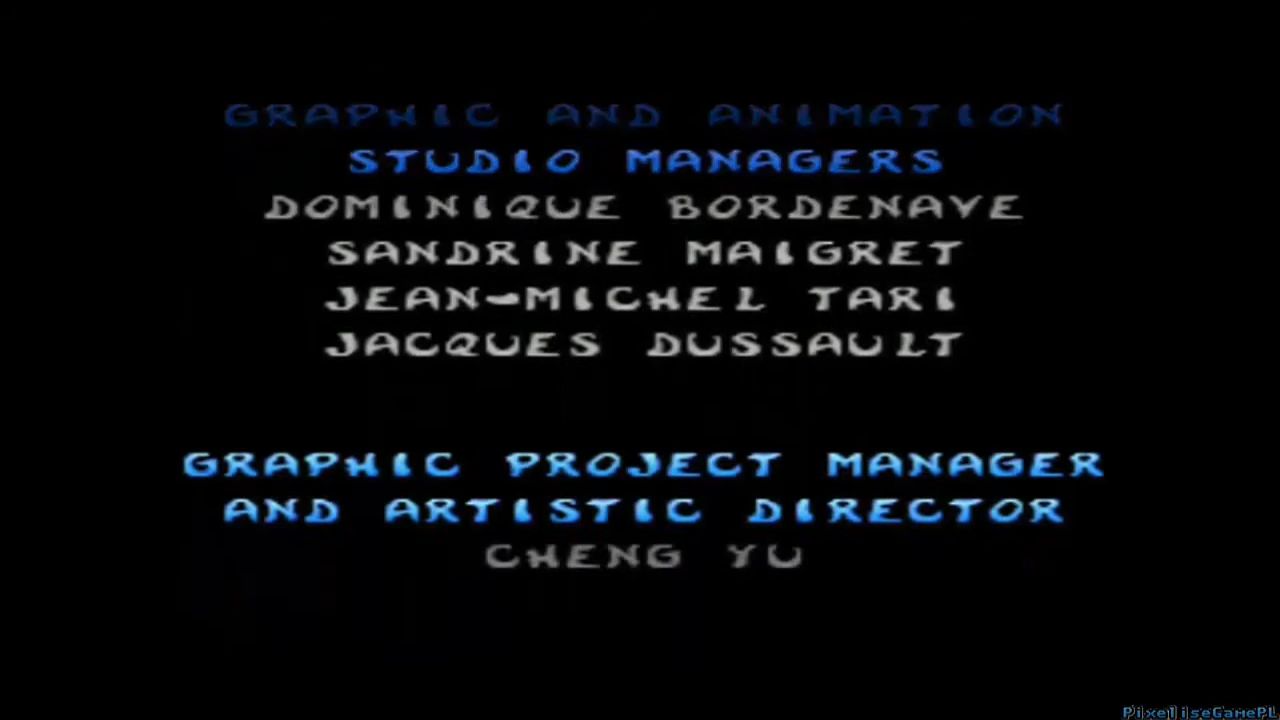 GRAPHIC AND ANIMATION
STUDIO MANAGERS
DOMINIQUE BORDENAVE
SANDRINE MAIGRET
JEAN-MICHEL TARI
JACQUES DUSSAULT
GRAPHIC PROJECT MANAGER
AND ARTISTIC DIRECTOR
CHENG YU
PixeliseGamePL